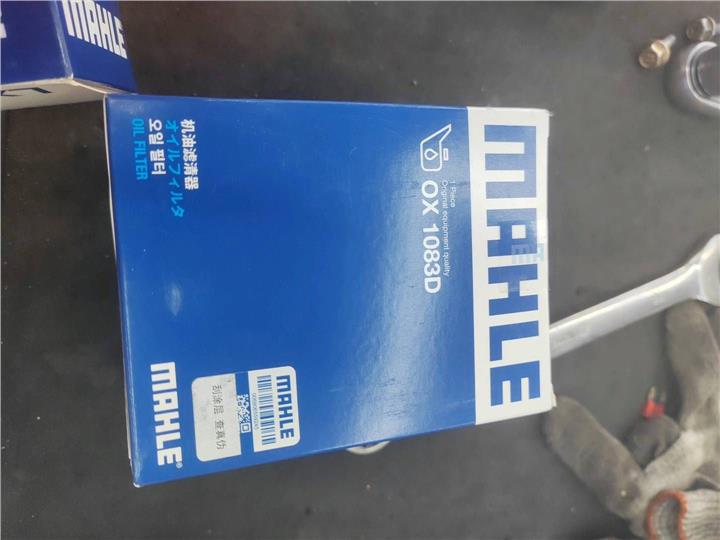 MAHLE
MAHLE
1 Piece
Original equipment quality
OX 1083D
机油滤清器
オイルフィルタ
오일 필터
OIL FILTER
MAHLE
刮涂层 查真伪
MAHLE